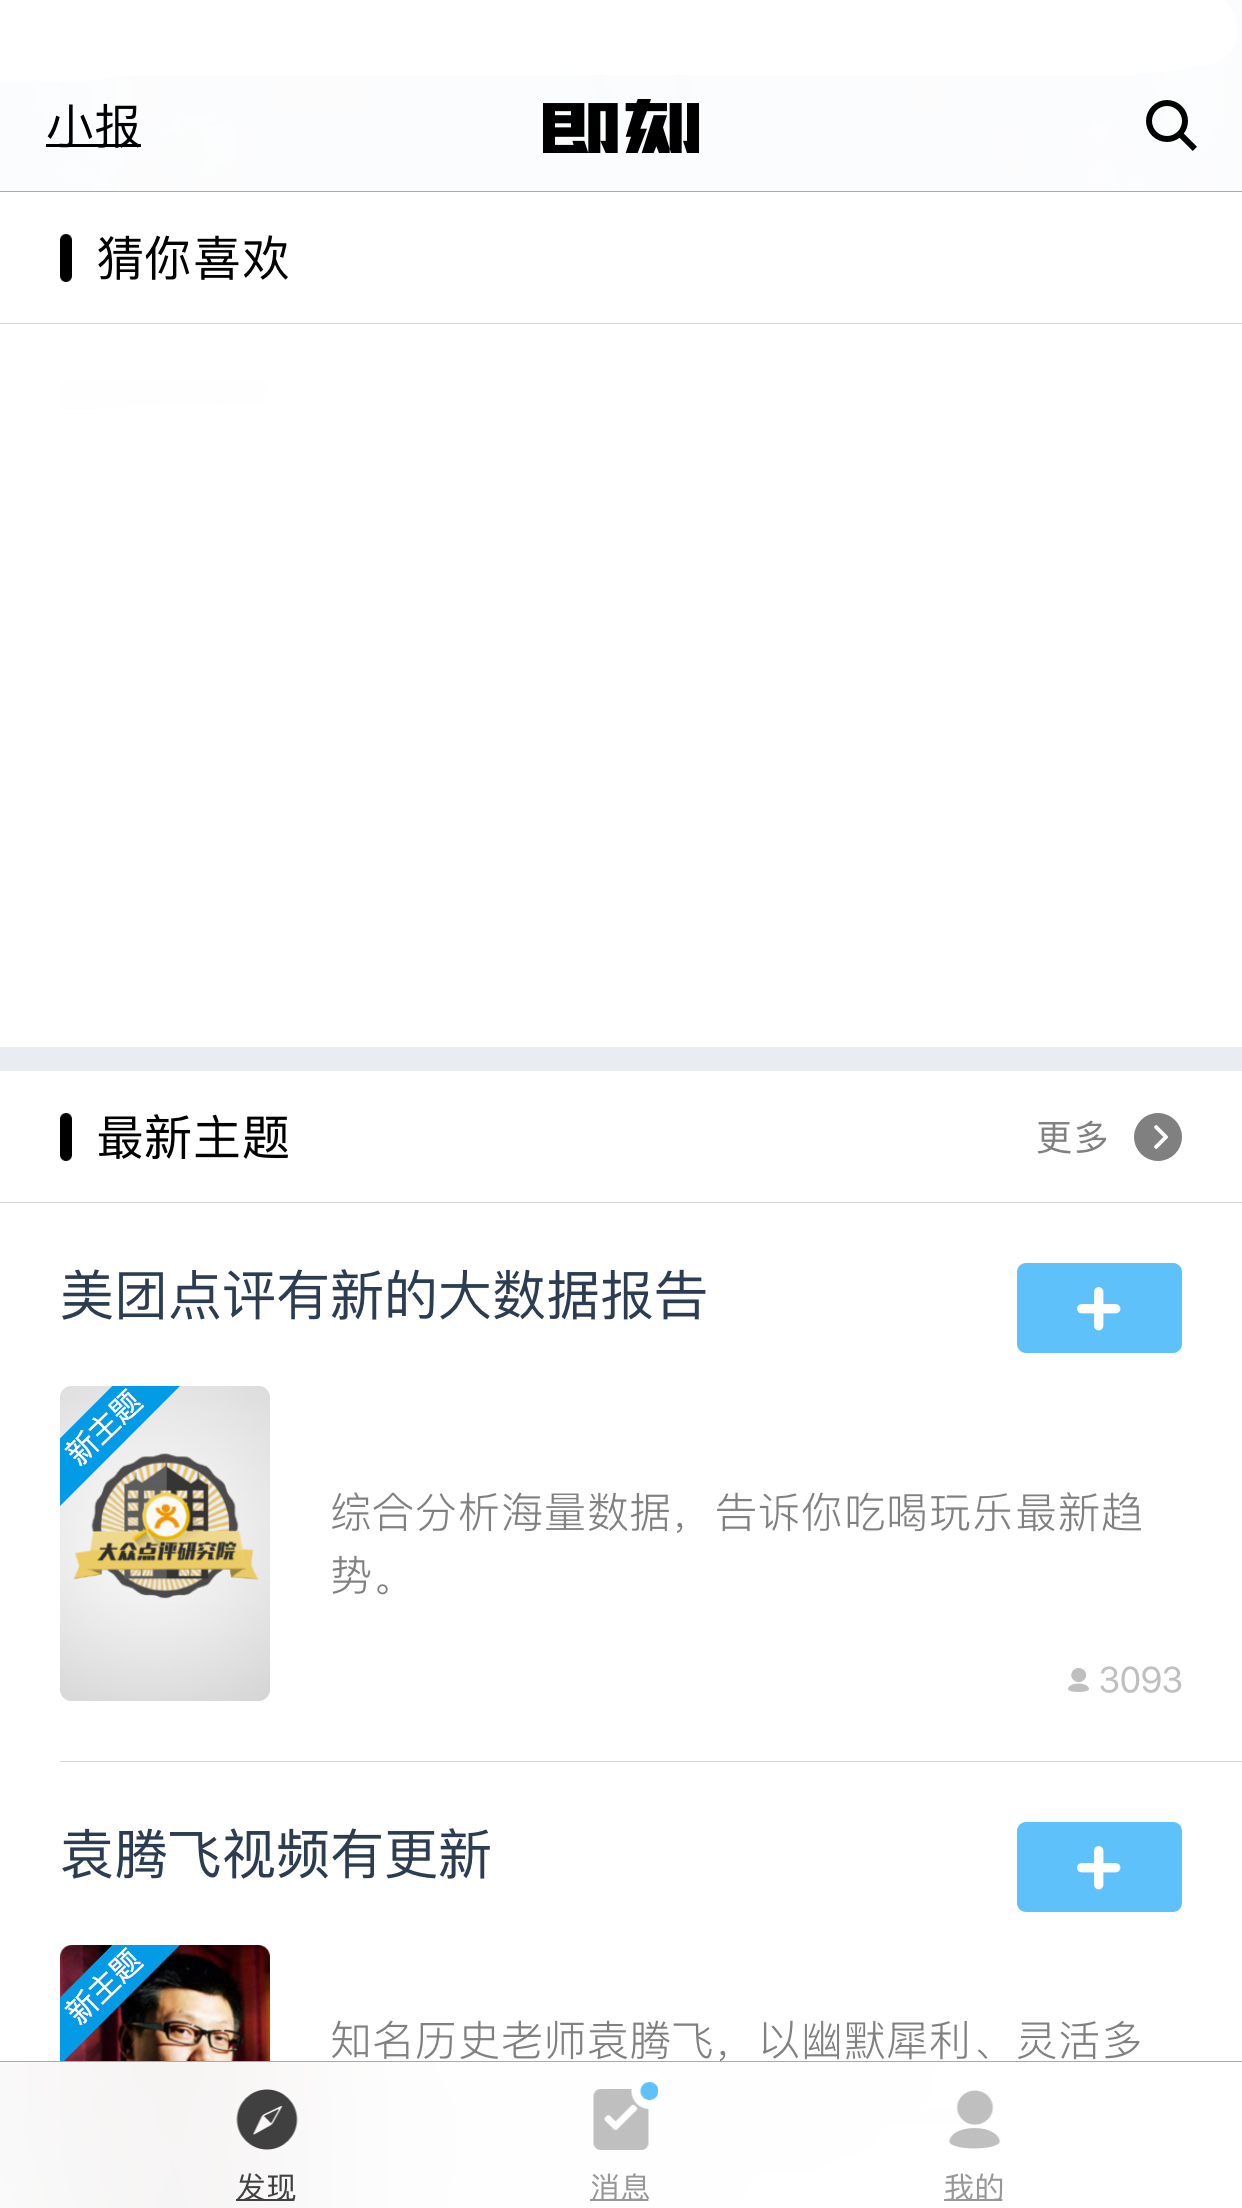 小报
即刻
猜你喜欢
最新主题
更多
美团点评有新的大数据报告
新主题
大众点评研究院
综合分析海量数据，告诉你吃喝玩乐最新趋
势。
3093
袁腾飞视频有更新
新主题
知名历史老师袁腾飞，以幽默犀利、灵活多
发现
消息
我的